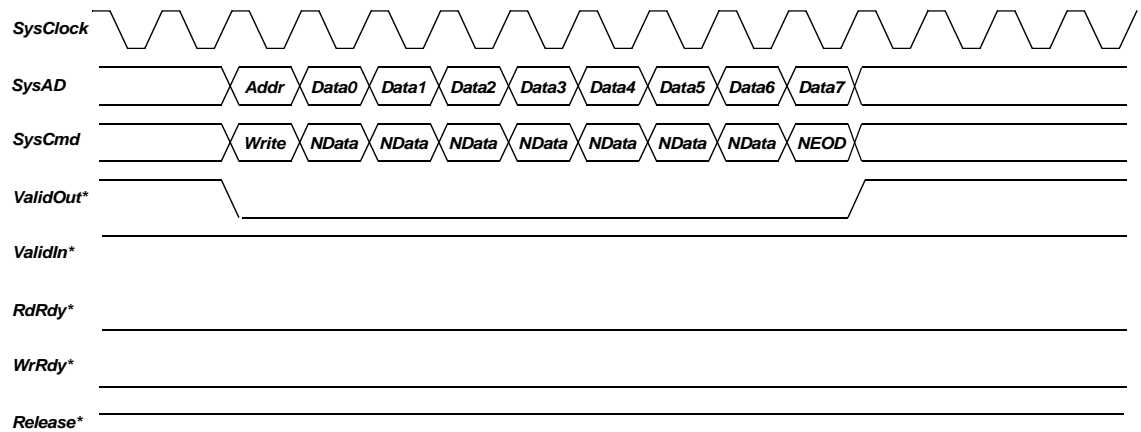 SysClock
SysAD Addr Data0 Data1 Data2 Data3 Data4 Data5 Data6 Data7
SysCmd Write NData NData NData NData NData NData NData NEOD
ValidOut*
ValidIn*
RdRdy*
WrRdy*
Release*